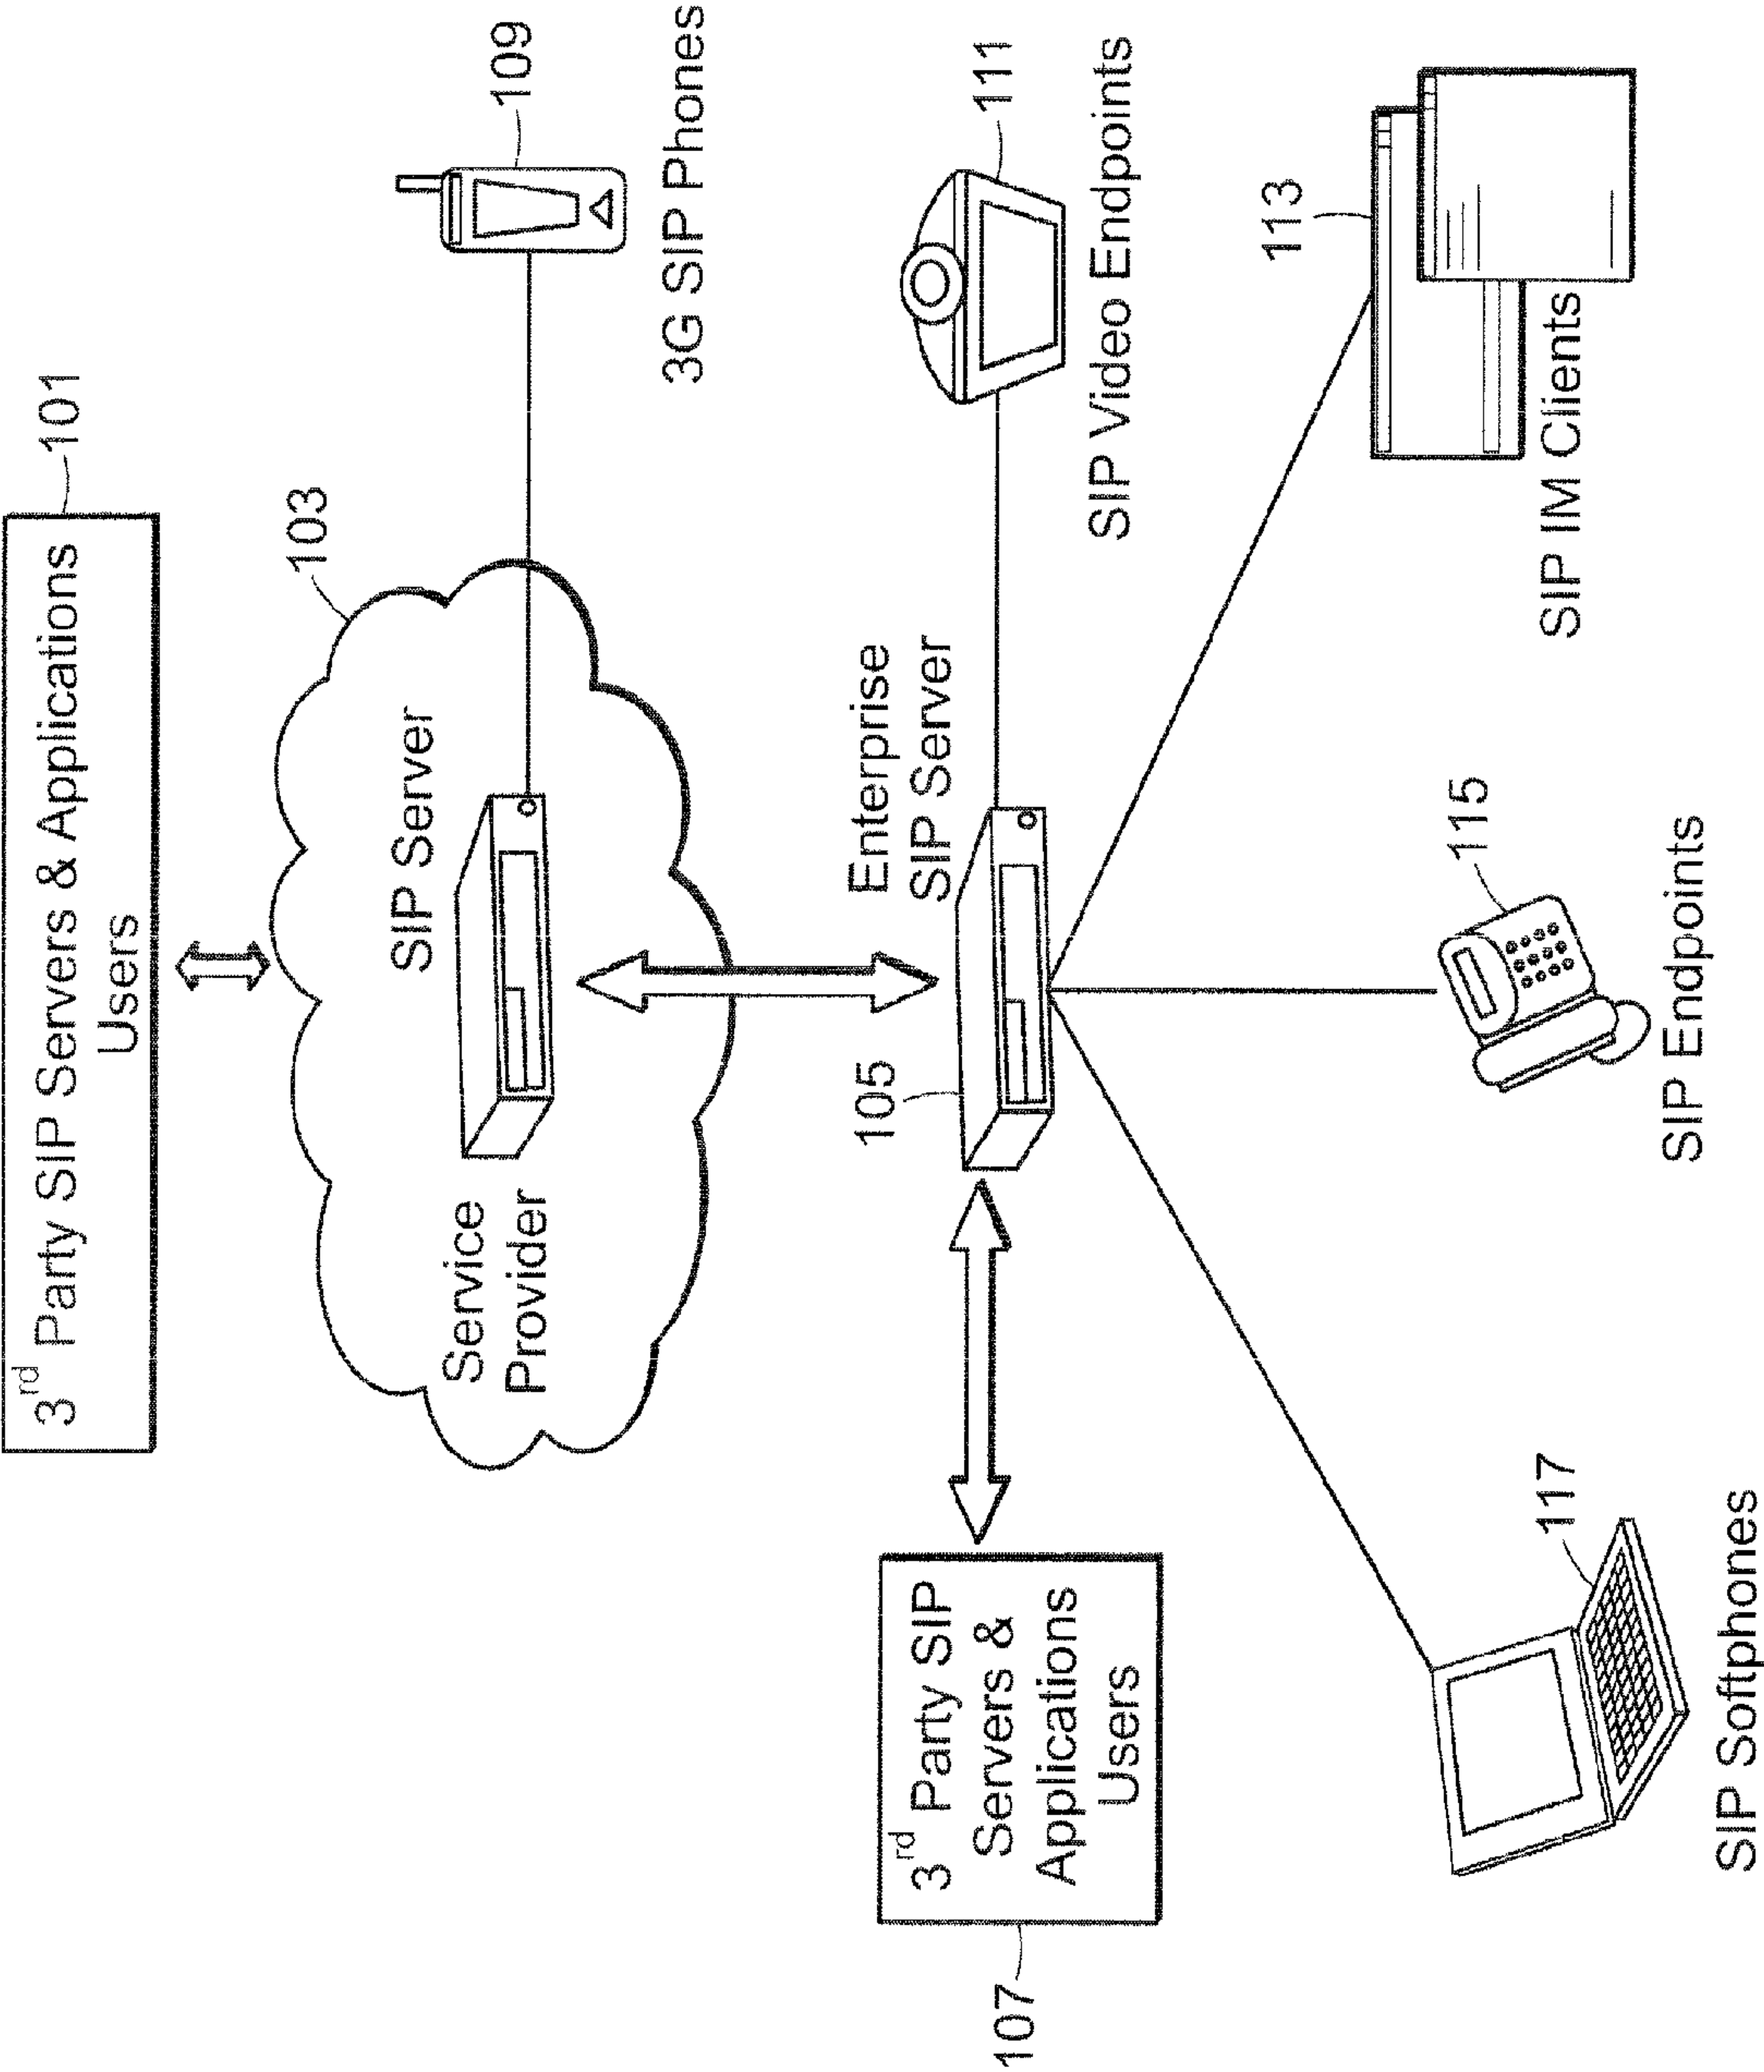 3rd Party SIP Servers & Applications
Users
101
103
SIP Server
Service
Provider
109
3G SIP Phones
Enterprise
SIP Server
105
111
SIP Video Endpoints
3rd Party SIP
Servers &
Applications
Users
107
113
SIP IM Clients
115
SIP Endpoints
117
SIP Softphones